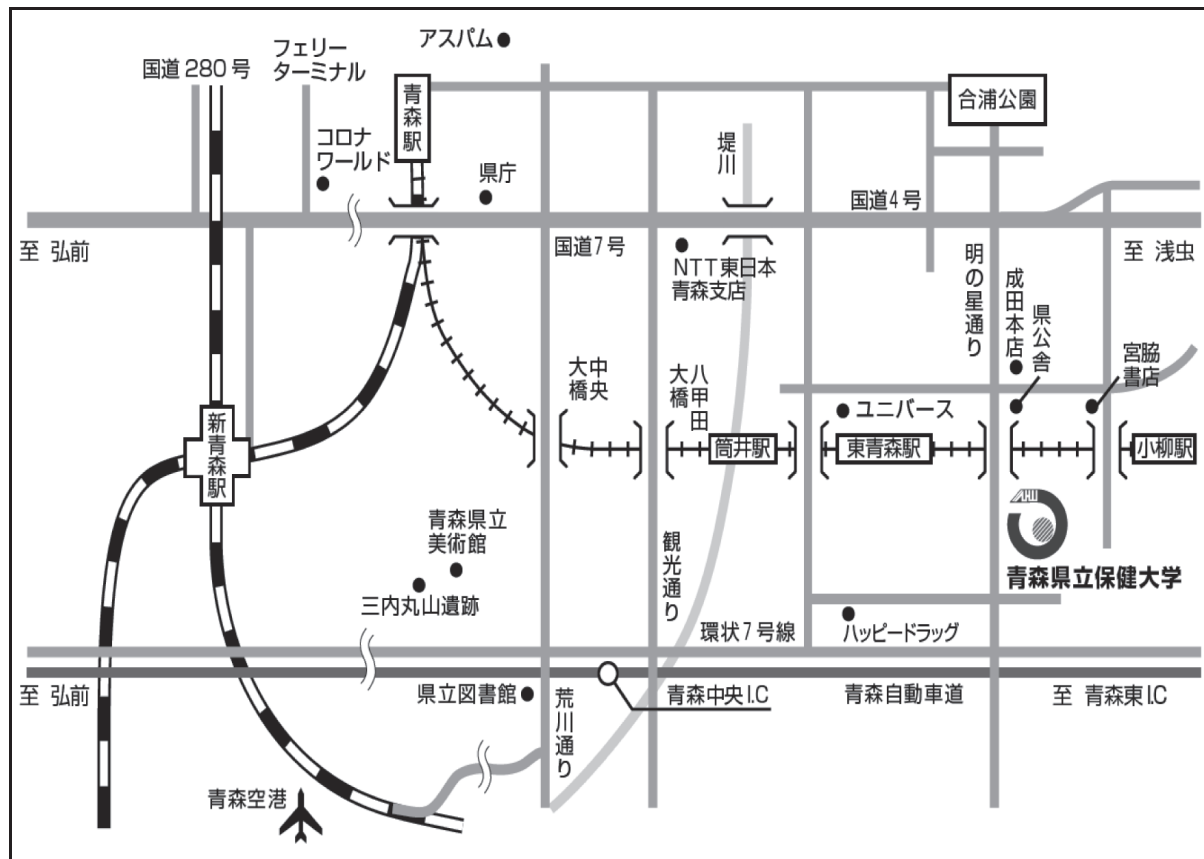 アスパム
フェリー
ターミナル
国道280号
青森駅
合浦公園
コロナ
ワールド
県庁
堤川
国道4号
至 弘前
国道7号
NTT東日本
青森支店
明の星通り
成田本店
県公舎
宮脇
書店
至 浅虫
中央
大橋
八甲田
大橋
ユニバース
新青森駅
筒井駅
東青森駅
小柳駅
AHU
青森県立
美術館
三内丸山遺跡
観光通り
青森県立保健大学
環状7号線
ハッピードラッグ
至 弘前
県立図書館
荒川通り
青森中央I.C
青森自動車道
至 青森東I.C
青森空港